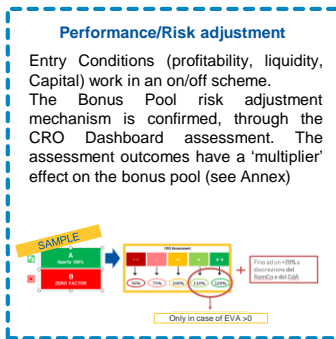 Performance/Risk adjustment
Entry Conditions (profitability, liquidity,
Capital) work in an on/off scheme.
The Bonus Pool risk adjustment
mechanism is confirmed, through the
CRO Dashboard assessment. The
assessment outcomes have a ‘multiplier’
effect on the bonus pool (see Annex)
SAMPLE
A
Aperto 100%
B
ZERO FACTOR
CRO Assessment
- -
-
+
+ +
50%
75%
100%
110%
120%
+
Fino ad un +20% a
discrezione del
RemCo e del CdA
Only in case of EVA >0